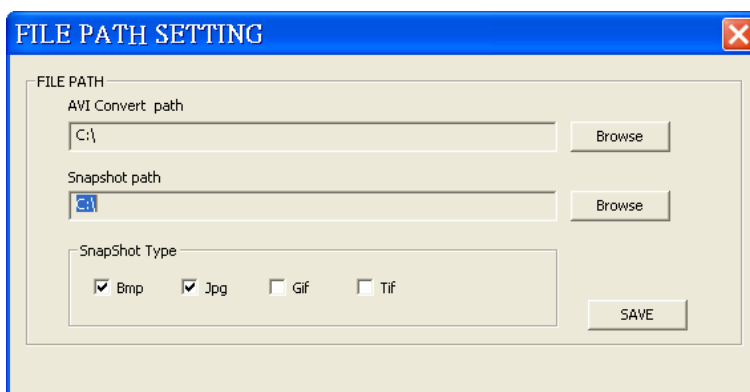 FILE PATH SETTING
FILE PATH
AVI Convert  path
C:\
Browse
Snapshot path
C:\
Browse
SnapShot Type
Bmp Jpg Gif Tif
SAVE